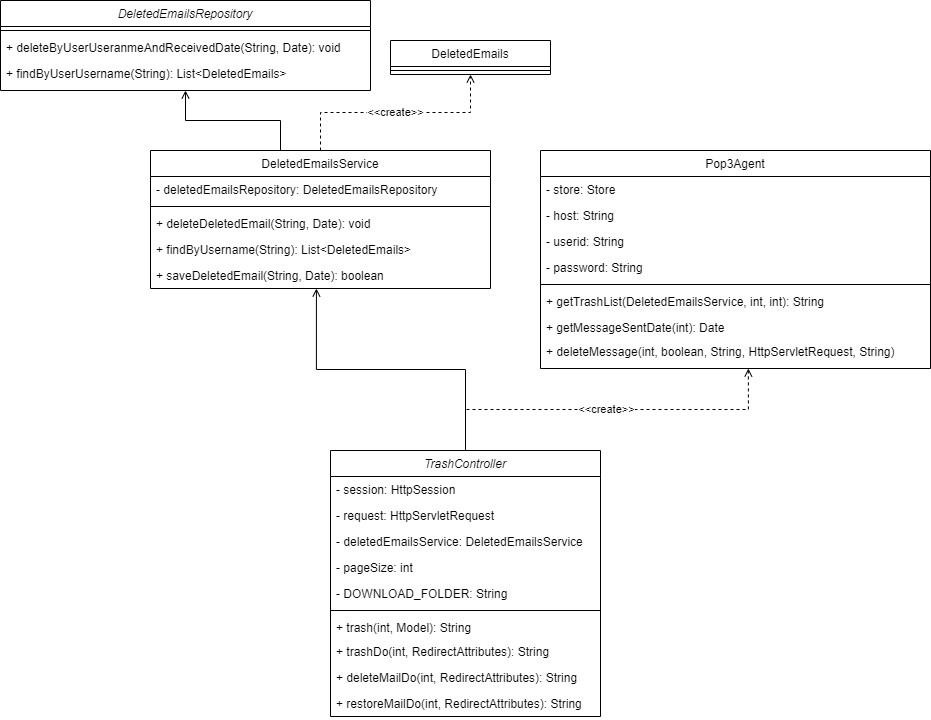 DeletedEmailsRepository
+ deleteByUserUseranmeAndReceivedDate(String, Date): void
+ findByUserUsername(String): List<DeletedEmails>
DeletedEmails
<<create>>
DeletedEmailsService
- deletedEmailsRepository: DeletedEmailsRepository
+ deleteDeletedEmail(String, Date): void
+ findByUsername(String): List<DeletedEmails>
+ saveDeletedEmail(String, Date): boolean
Pop3Agent
- store: Store
- host: String
- userid: String
- password: String
+ getTrashList(DeletedEmailsService, int, int): String
+ getMessageSentDate(int): Date
+ deleteMessage(int, boolean, String, HttpServletRequest, String)
<<create>>
TrashController
- session: HttpSession
- request: HttpServletRequest
- deletedEmailsService: DeletedEmailsService
- pageSize: int
- DOWNLOAD_FOLDER: String
+ trash(int, Model): String
+ trashDo(int, RedirectAttributes): String
+ deleteMailDo(int, RedirectAttributes): String
+ restoreMailDo(int, RedirectAttributes): String